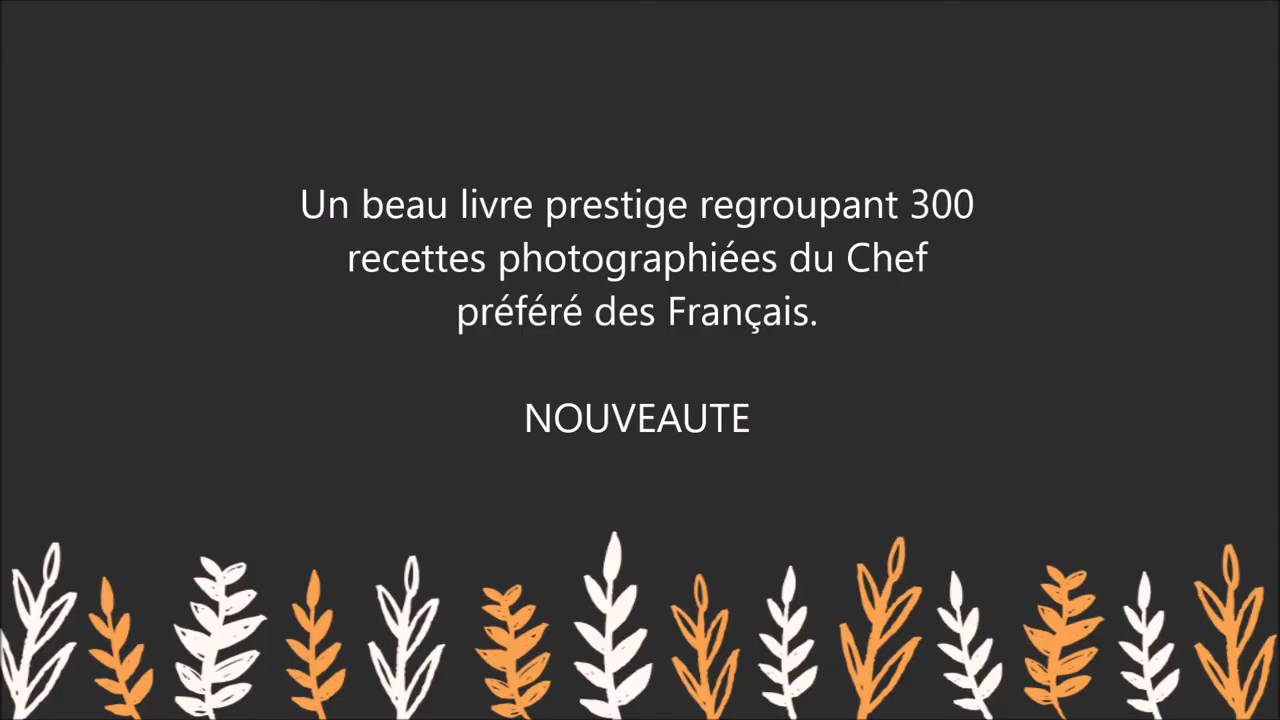 Un beau livre prestige regroupant 300
recettes photographiées du Chef
préféré des Français.
NOUVEAUTE